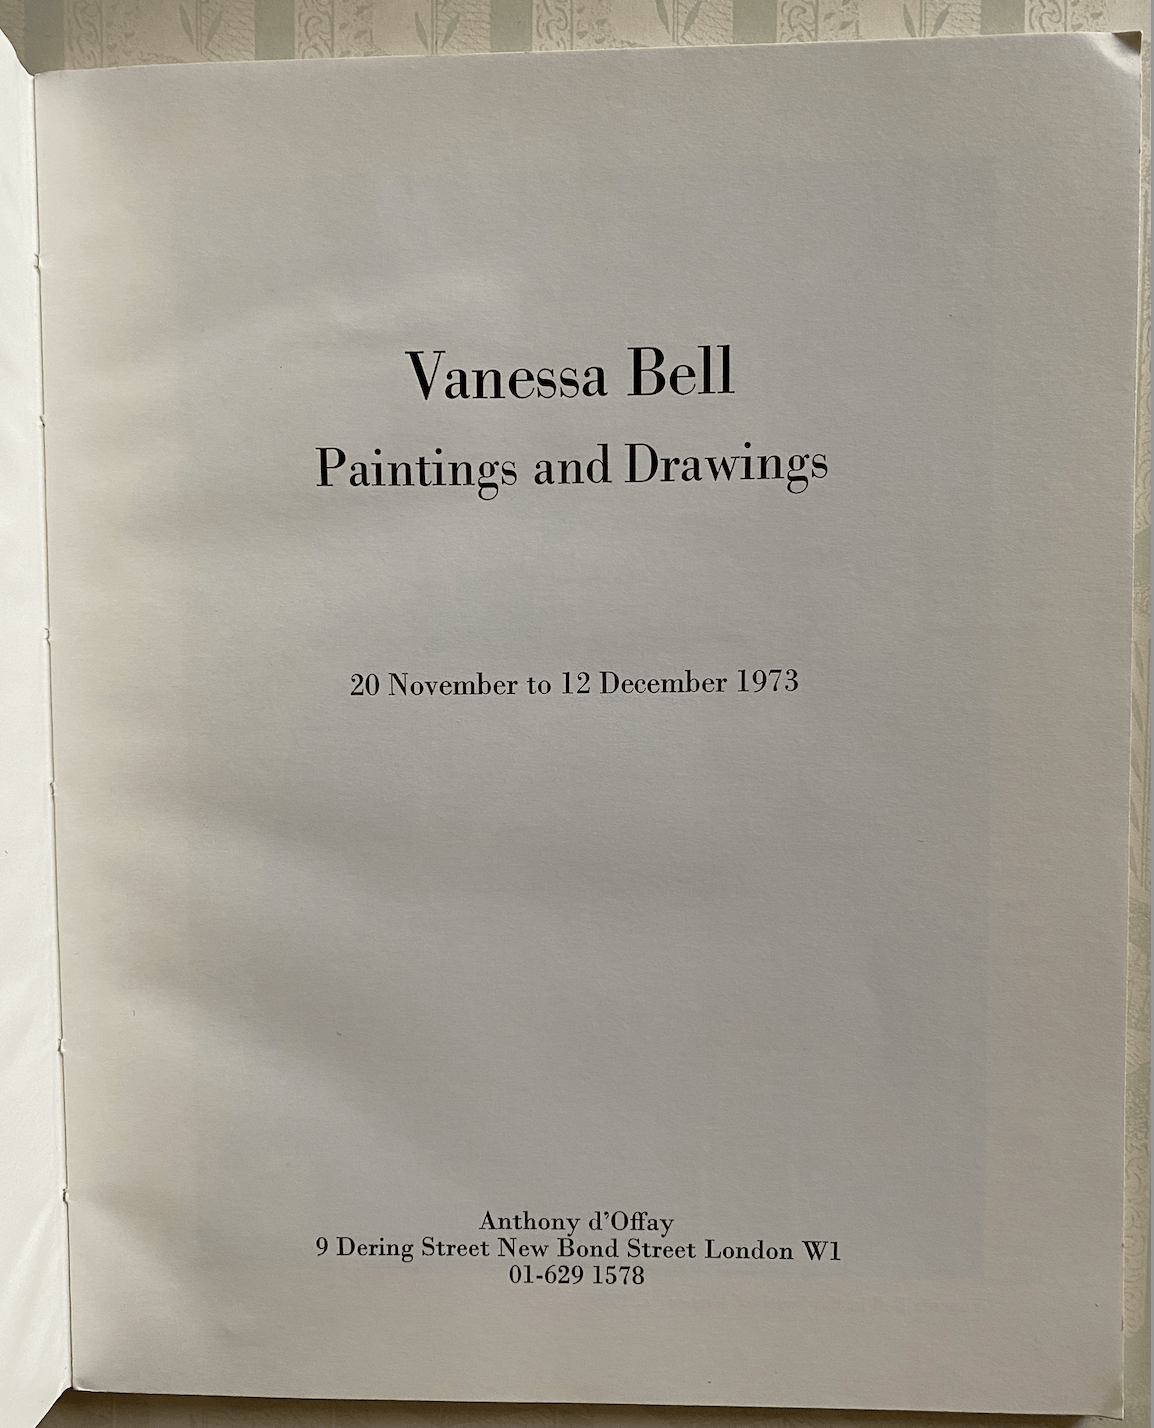 Vanessa Bell
Paintings and Drawings
20 November to 12 December 1973
Anthony d’Offay
9 Dering Street New Bond Street London W1
01-629 1578